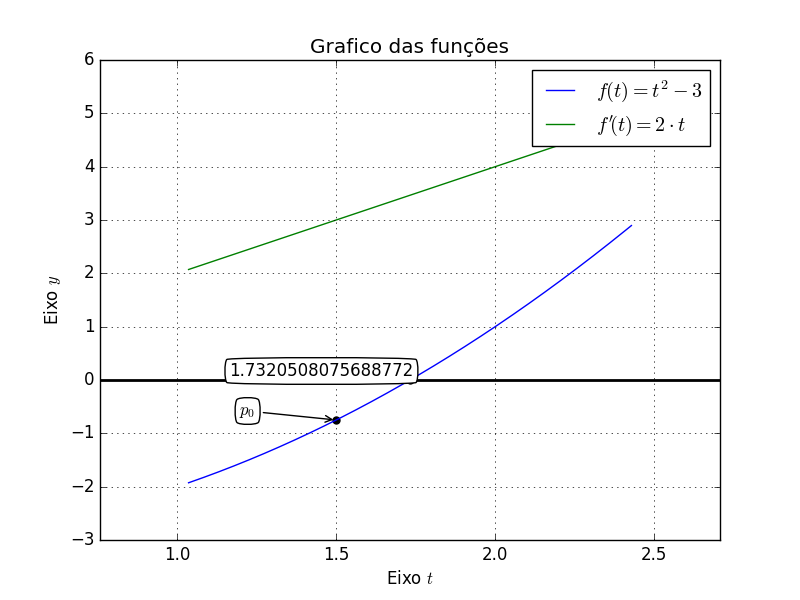 Grafico das funções
6
5
4
3
2
1
0
−1
−2
−3
Eixo y
f(t) = t² − 3
f′(t) = 2 · t
1.7320508075688772
p₀
1.0
1.5
2.0
2.5
Eixo t